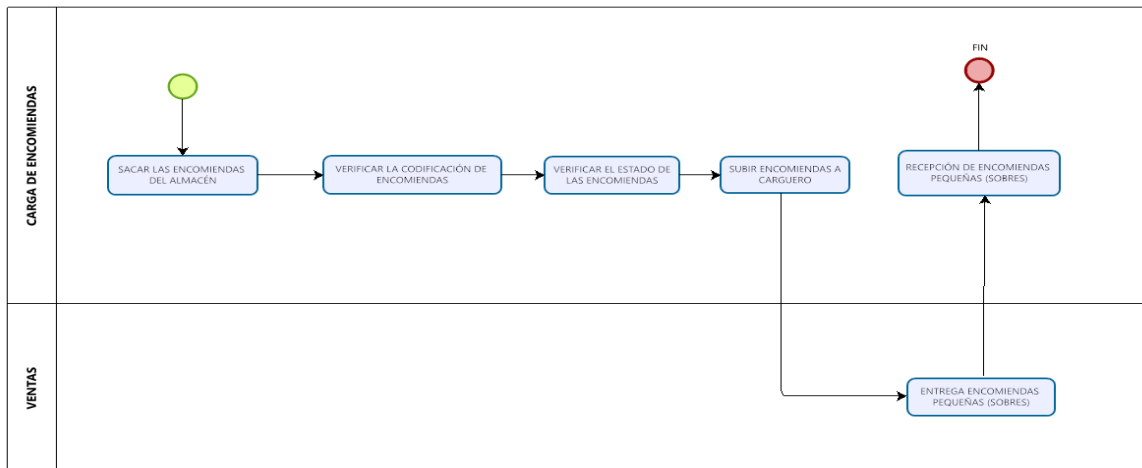 CARGA DE ENCOMIENDAS
FIN
SACAR LAS ENCOMIENDAS
DEL ALMACÉN
VERIFICAR LA CODIFICACIÓN DE
ENCOMIENDAS
VERIFICAR EL ESTADO DE
LAS ENCOMIENDAS
SUBIR ENCOMIENDAS A
CARGUERO
RECEPCIÓN DE ENCOMIENDAS
PEQUEÑAS (SOBRES)
VENTAS
ENTREGA ENCOMIENDAS
PEQUEÑAS (SOBRES)